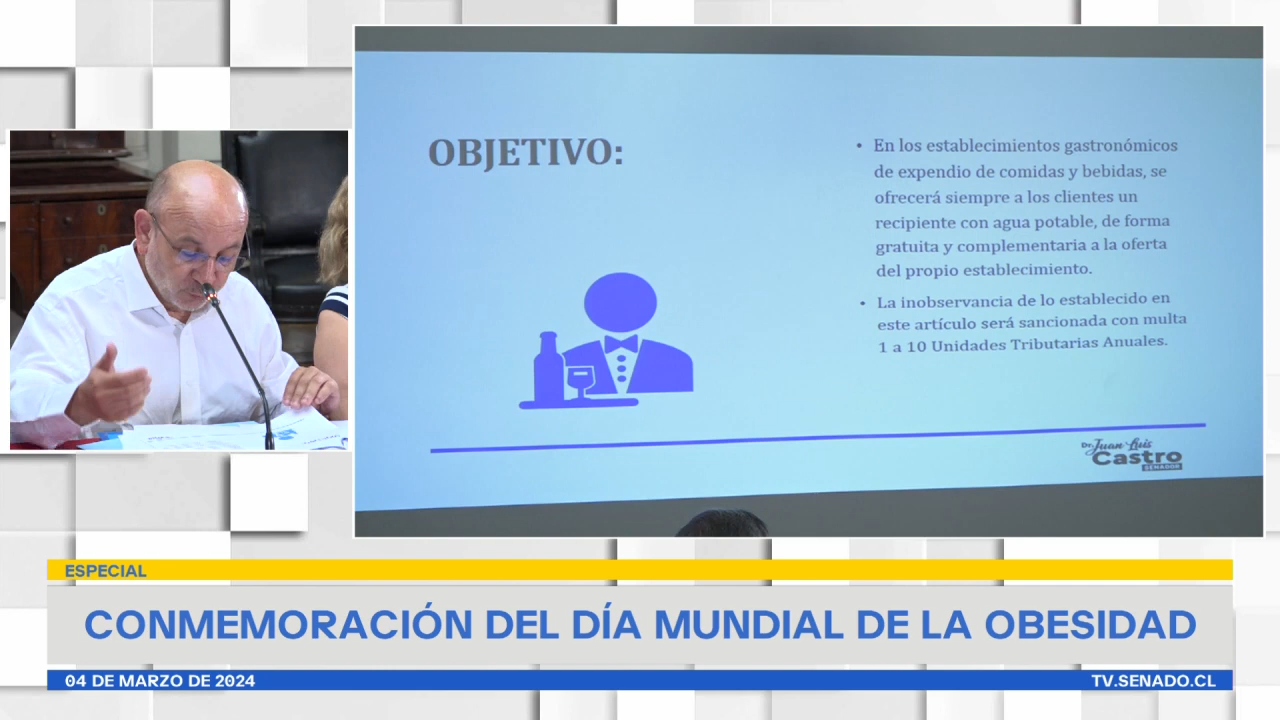 OBJETIVO:
• En los establecimientos gastronómicos
de expendio de comidas y bebidas, se
ofrecerá siempre a los clientes un
recipiente con agua potable, de forma
gratuita y complementaria a la oferta
del propio establecimiento.
• La inobservancia de lo establecido en
este artículo será sancionada con multa
1 a 10 Unidades Tributarias Anuales.
Dr. Juan Luis
Castro
SENADOR
ESPECIAL
CONMEMORACIÓN DEL DÍA MUNDIAL DE LA OBESIDAD
04 DE MARZO DE 2024
TV.SENADO.CL